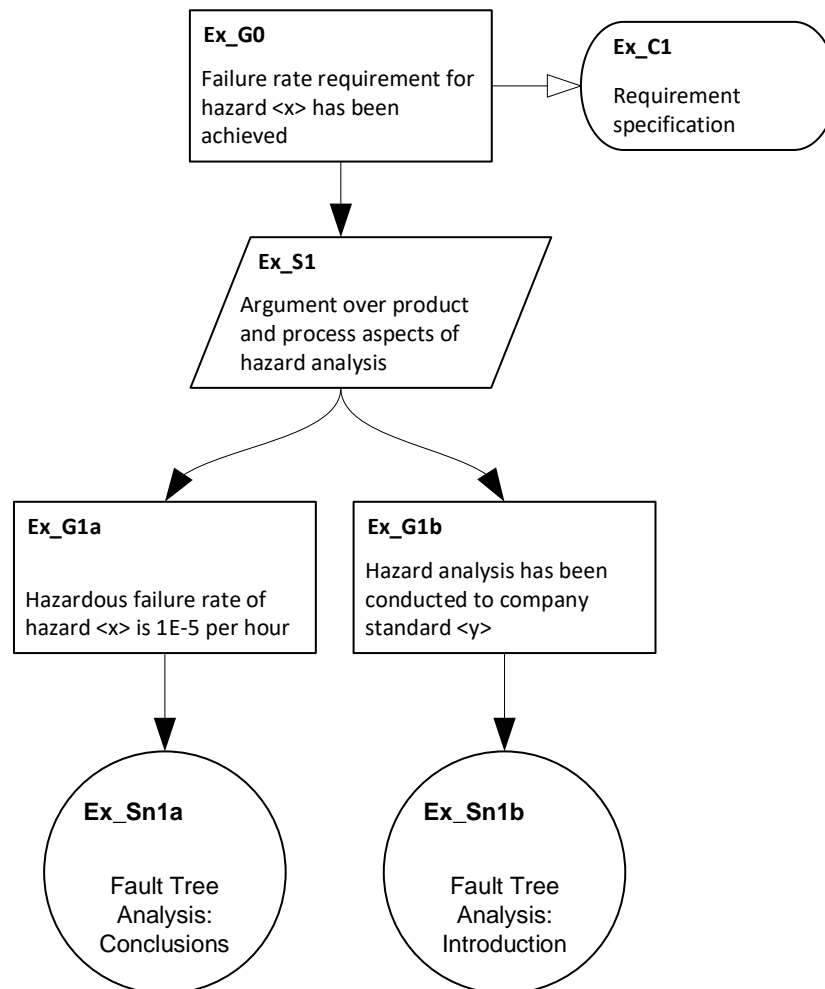 Ex_G0
Failure rate requirement for
hazard <x> has been
achieved
Ex_C1
Requirement
specification
Ex_S1
Argument over product
and process aspects of
hazard analysis
Ex_G1a
Hazardous failure rate of
hazard <x> is 1E-5 per hour
Ex_G1b
Hazard analysis has been
conducted to company
standard <y>
Ex_Sn1a
Fault Tree
Analysis:
Conclusions
Ex_Sn1b
Fault Tree
Analysis:
Introduction